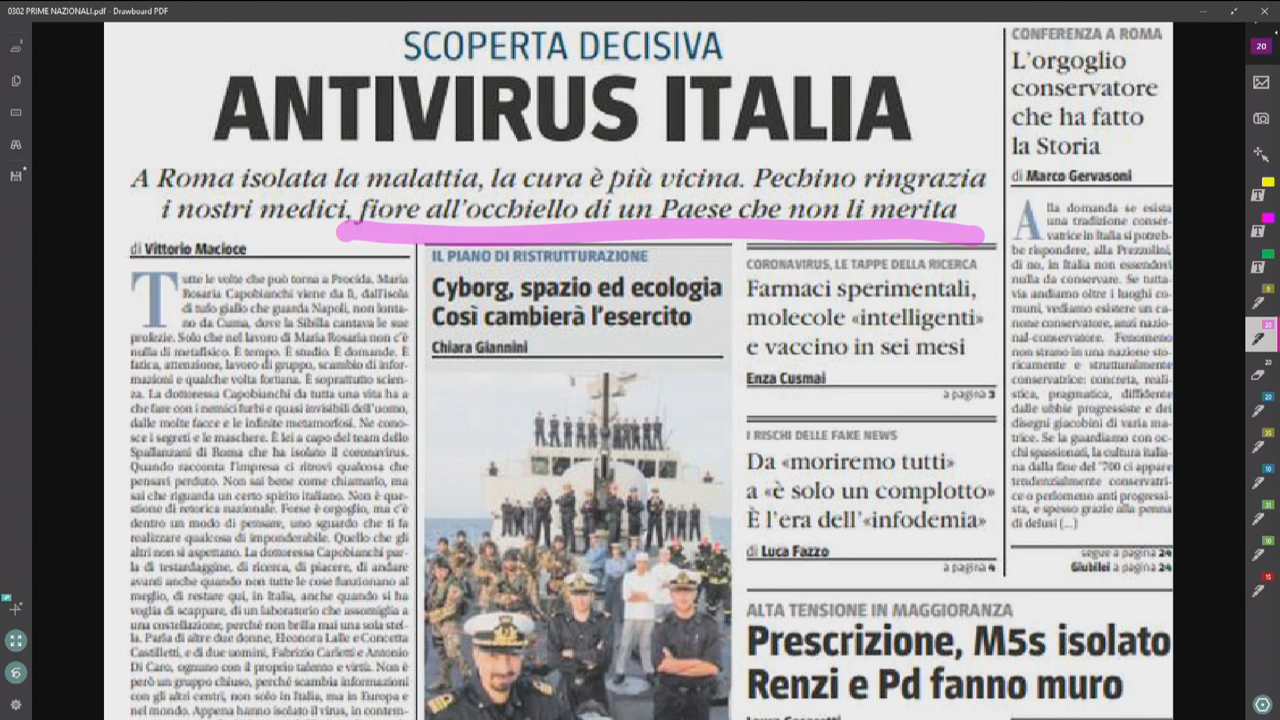 0302 PRIME NAZIONALI.pdf - Drawboard PDF
SCOPERTA DECISIVA
ANTIVIRUS ITALIA
A Roma isolata la malattia, la cura è più vicina. Pechino ringrazia
i nostri medici, fiore all'occhiello di un Paese che non li merita
di Vittorio Macioce
Tutte le volte che può torna a Procida. Maria
Rosaria Capobianchi viene da lì, dall'isola
di tufo giallo che guarda Napoli, non lonta-
no da Cuma, dove la Sibilla cantava le sue
profezie. Solo che nel lavoro di Maria Rosaria non c'è
nulla di metafisico. È tempo. È studio. È domande. È
fatica, attenzione, lavoro di gruppo, scambio di infor-
mazioni e qualche volta fortuna. È soprattutto scien-
za. La dottoressa Capobianchi da tutta una vita ha a
che fare con i nemici furbi e quasi invisibili dell'uomo,
dalle molte facce e le infinite metamorfosi. Ne cono-
sce i segreti e le maschere. È lei a capo del team dello
Spallanzani di Roma che ha isolato il coronavirus.
Quando racconta l'impresa ci ritrovi qualcosa che
pensavi perduto. Non sai bene come chiamarlo, ma
sai che riguarda un certo spirito italiano. Non è que-
stione di retorica nazionale. Forse è orgoglio, ma c'è
dentro un modo di pensare, uno sguardo che ti fa
realizzare qualcosa di imponderabile. Quello che gli
altri non si aspettano. La dottoressa Capobianchi par-
la di testardaggine, di ricerca, di piacere, di andare
avanti anche quando non tutte le cose funzionano al
meglio, di restare qui, in Italia, anche quando si ha
voglia di scappare, di un laboratorio che assomiglia a
una costellazione, perché non brilla mai una sola stel-
la. Parla di altre due donne, Eleonora Lalle e Concetta
Castilletti, e di due uomini, Fabrizio Carletti e Antonio
Di Caro, ognuno con il proprio talento e virtù. Non è
però un gruppo chiuso, perché scambia informazioni
con gli altri centri, non solo in Italia, ma in Europa e
nel mondo. Appena hanno isolato il virus, in contem-
IL PIANO DI RISTRUTTURAZIONE
Cyborg, spazio ed ecologia
Così cambierà l'esercito
Chiara Giannini
CORONAVIRUS, LE TAPPE DELLA RICERCA
Farmaci sperimentali,
molecole «intelligenti»
e vaccino in sei mesi
Enza Cusmai
a pagina 3
I RISCHI DELLE FAKE NEWS
Da «moriremo tutti»
a «è solo un complotto»
È l'era dell'«infodemia»
di Luca Fazzo
a pagina 4
CONFERENZA A ROMA
L'orgoglio
conservatore
che ha fatto
la Storia
di Marco Gervasoni
Alla domanda se esista
una tradizione conser-
vatrice in Italia si potreb-
be rispondere, alla Prezzolini,
di no, in Italia non essendovi
nulla da conservare. Se tutta-
via andiamo oltre i luoghi co-
muni, vediamo esistere un ca-
none conservatore, anzi nazio-
nal-conservatore. Fenomeno
non strano in una nazione sto-
ricamente e strutturalmente
conservatrice: concreta, reali-
stica, pragmatica, diffidente
dalle ubbie progressiste e dei
disegni giacobini di varia ma-
trice. Se la guardiamo con oc-
chi spassionati, la cultura italia-
na dalla fine del '700 ci appare
tendenzialmente conservatri-
ce o perlomeno anti progressi-
sta, e spesso grazie alla penna
di delusi (...)
segue a pagina 24
Giubilei a pagina 24
ALTA TENSIONE IN MAGGIORANZA
Prescrizione, M5s isolato
Renzi e Pd fanno muro